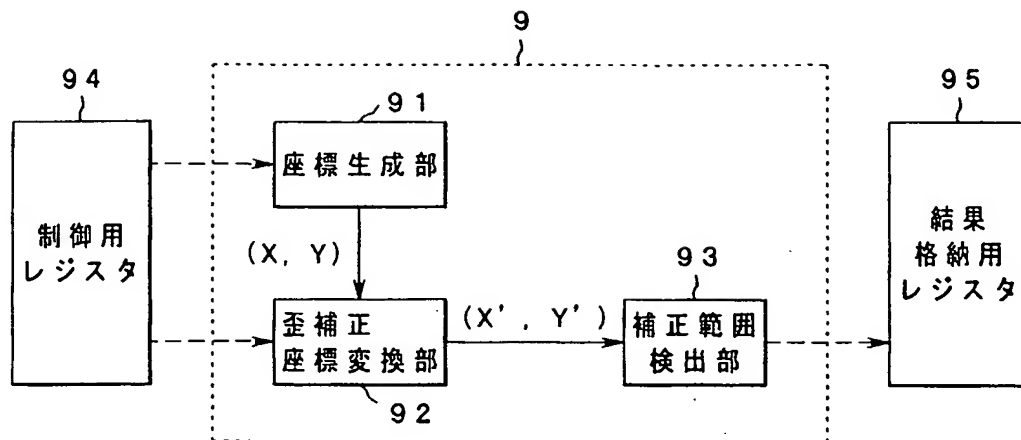 9
94
91
95
座標生成部
制御用
レジスタ
結果
格納用
レジスタ
(X, Y)
93
歪補正
座標変換部
(X', Y')
補正範囲
検出部
92